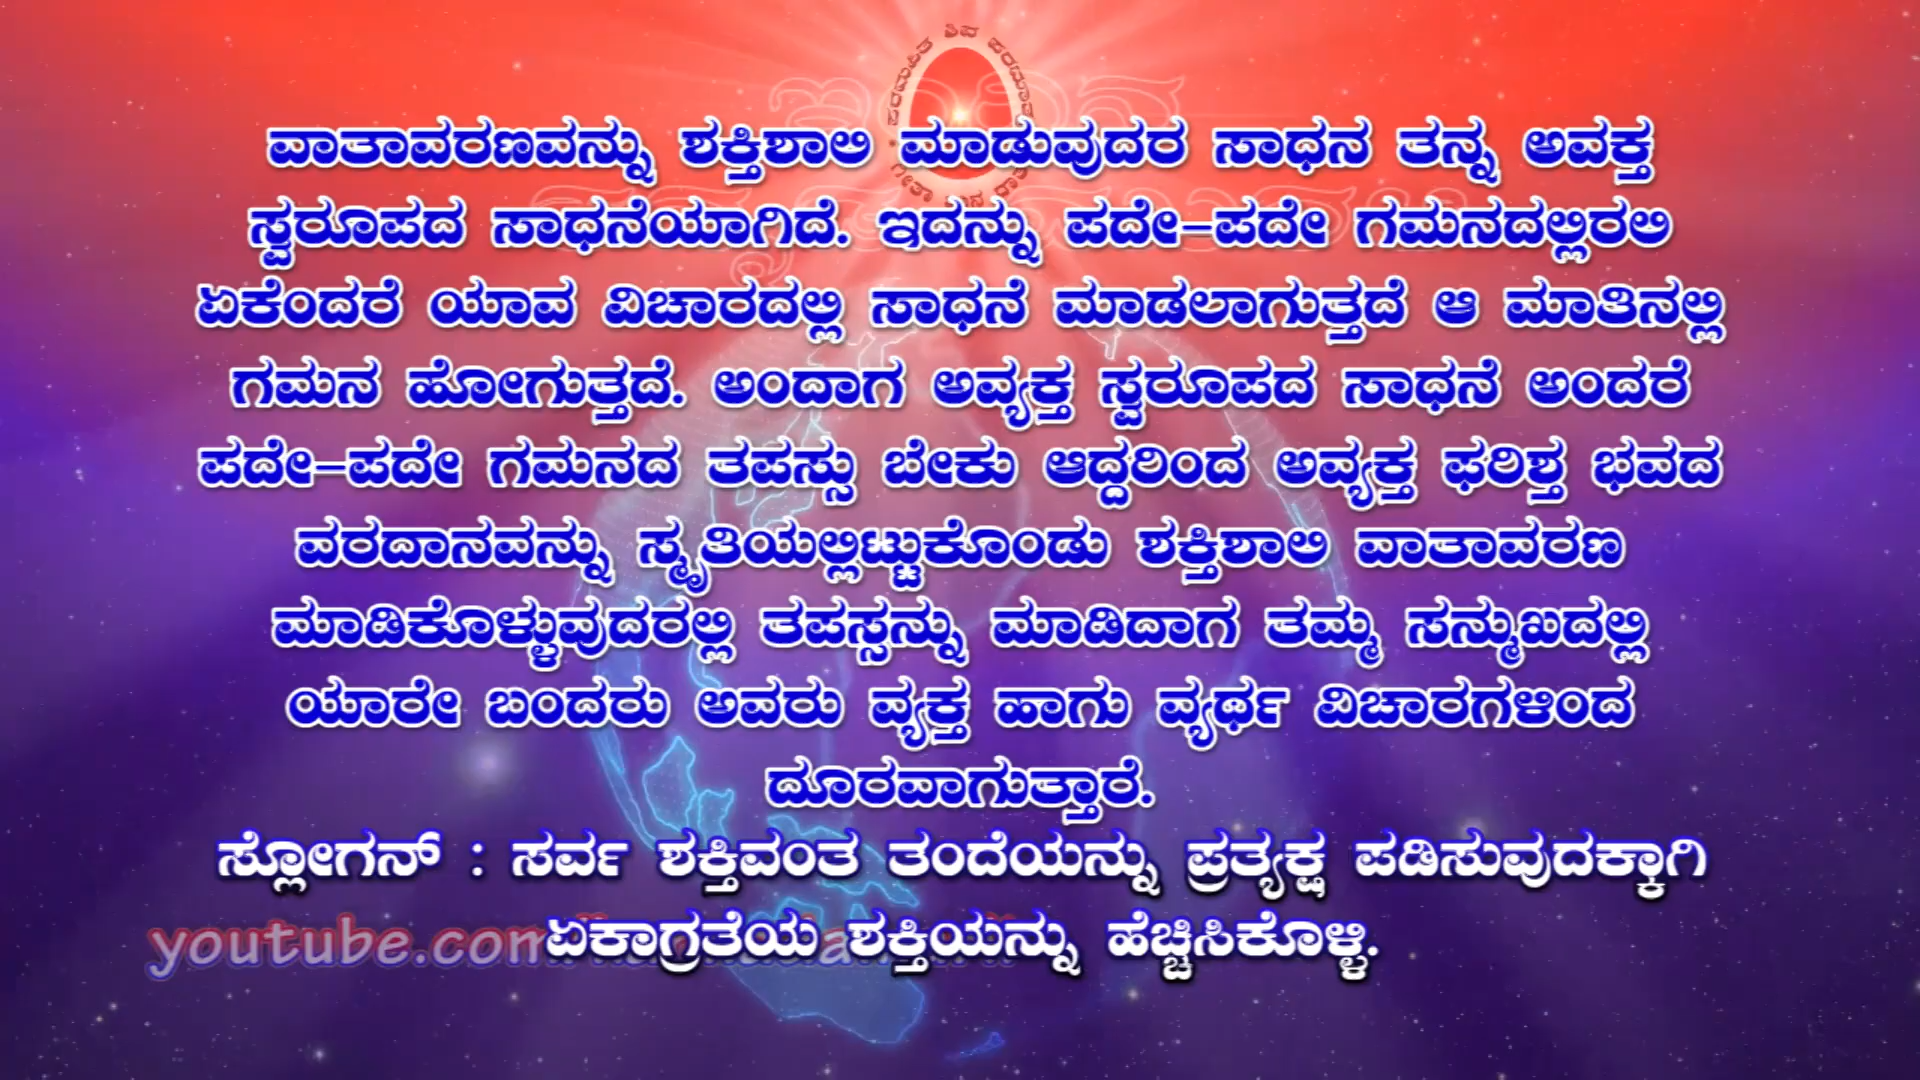 ವಾತಾವರಣವನ್ನು ಶಕ್ತಿಶಾಲಿ ಮಾಡುವುದರ ಸಾಧನ ತನ್ನ ಅವಕ್ತ
ಸ್ವರೂಪದ ಸಾಧನೆಯಾಗಿದೆ. ಇದನ್ನು ಪದೇ-ಪದೇ ಗಮನದಲ್ಲಿರಲಿ
ಏಕೆಂದರೆ ಯಾವ ವಿಚಾರದಲ್ಲಿ ಸಾಧನೆ ಮಾಡಲಾಗುತ್ತದೆ ಆ ಮಾತಿನಲ್ಲಿ
ಗಮನ ಹೋಗುತ್ತದೆ. ಅಂದಾಗ ಅವ್ಯಕ್ತ ಸ್ವರೂಪದ ಸಾಧನೆ ಅಂದರೆ
ಪದೇ-ಪದೇ ಗಮನದ ತಪಸ್ಸು ಬೇಕು ಆದ್ದರಿಂದ ಅವ್ಯಕ್ತ ಫರಿಶ್ತ ಭವದ
ವರದಾನವನ್ನು ಸ್ಮೃತಿಯಲ್ಲಿಟ್ಟುಕೊಂಡು ಶಕ್ತಿಶಾಲಿ ವಾತಾವರಣ
ಮಾಡಿಕೊಳ್ಳುವುದರಲ್ಲಿ ತಪಸ್ಸನ್ನು ಮಾಡಿದಾಗ ತಮ್ಮ ಸನ್ಮುಖದಲ್ಲಿ
ಯಾರೇ ಬಂದರು ಅವರು ವ್ಯಕ್ತ ಹಾಗು ವ್ಯರ್ಥ ವಿಚಾರಗಳಿಂದ
ದೂರವಾಗುತ್ತಾರೆ.
ಸ್ಲೋಗನ್ : ಸರ್ವ ಶಕ್ತಿವಂತ ತಂದೆಯನ್ನು ಪ್ರತ್ಯಕ್ಷ ಪಡಿಸುವುದಕ್ಕಾಗಿ
ಏಕಾಗ್ರತೆಯ ಶಕ್ತಿಯನ್ನು ಹೆಚ್ಚಿಸಿಕೊಳ್ಳಿ.
youtube.com